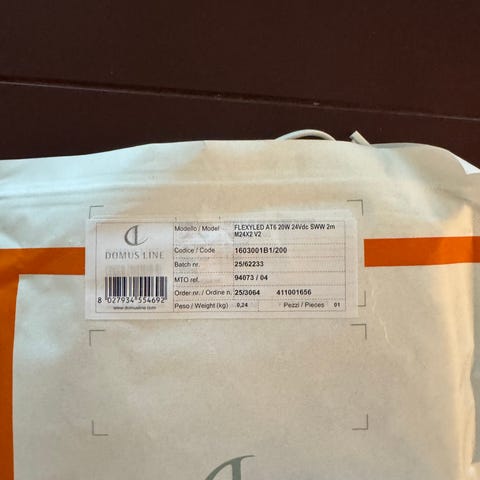 DOMUS LINE
8 027934 554692
www.domusline.com
Modello / Model FLEXYLED AT6 20W 24Vdc SWW 2m
M24X2 V2
Codice / Code 1603001B1/200
Batch nr. 25/62233
MTO ref. 94073 / 04
Order nr. / Ordine n. 25/3064 411001656
Peso / Weight (kg) 0,24 Pezzi / Pieces 01